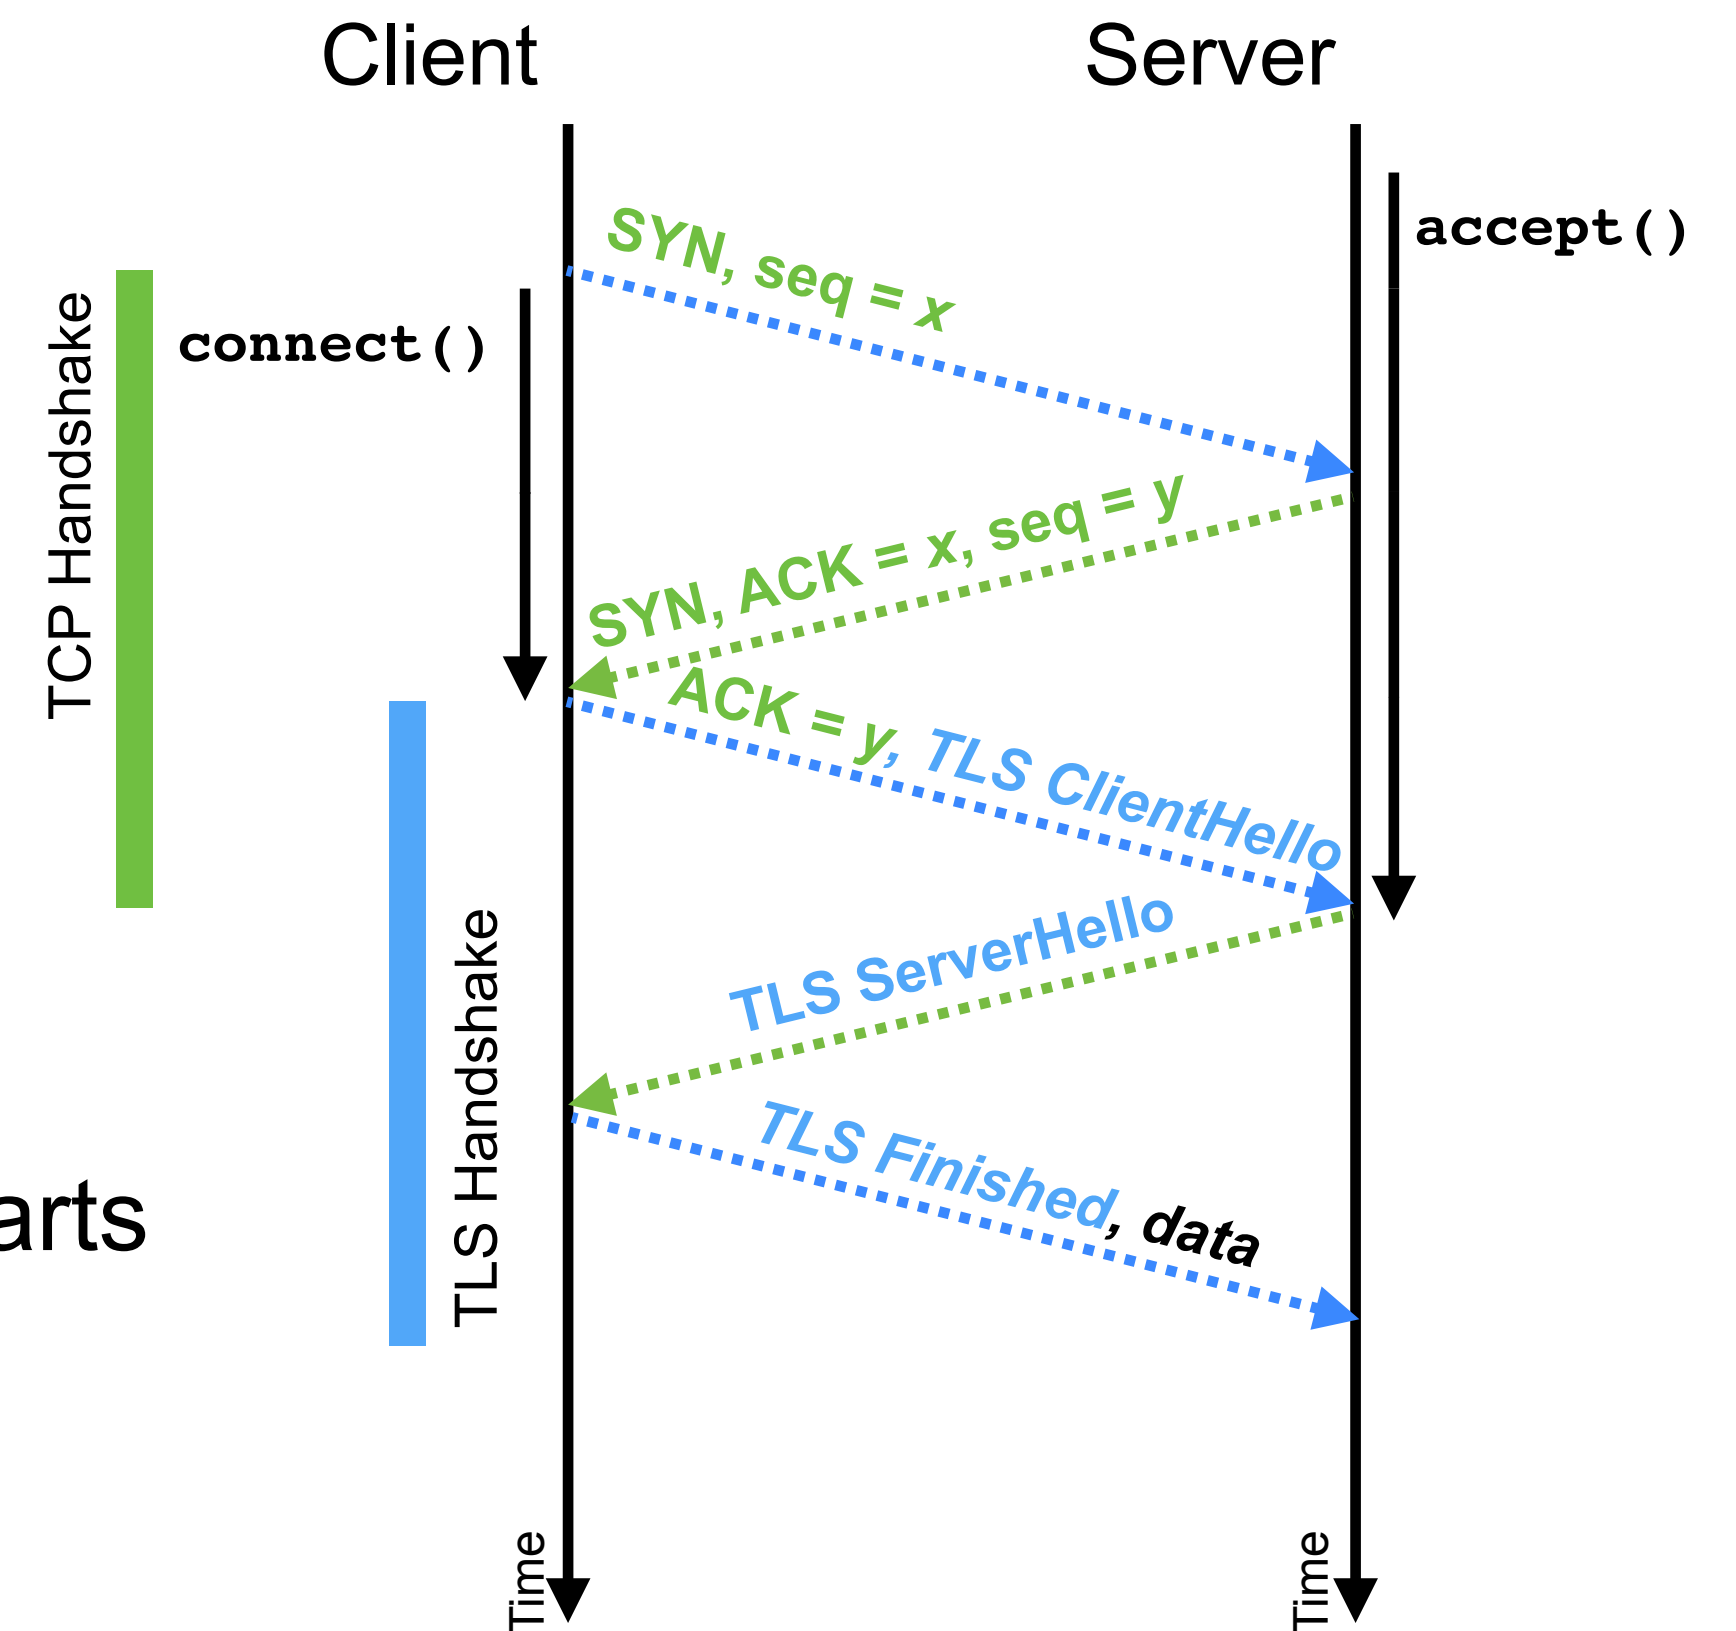 Client
Server
accept()
SYN, seq = x
TCP Handshake
connect()
SYN, ACK = x, seq = y
ACK = y, TLS ClientHello
TLS ServerHello
TLS Handshake
TLS Finished, data
arts
Time
Time